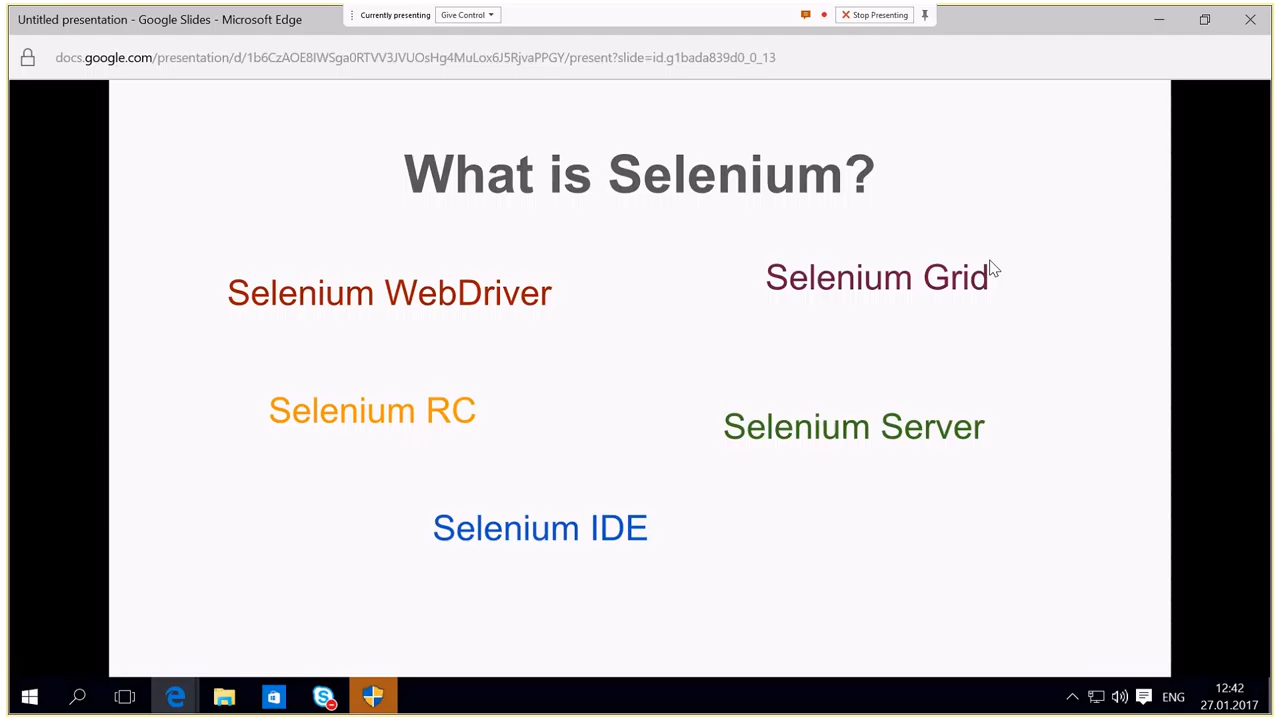 Untitled presentation - Google Slides - Microsoft Edge
Currently presenting
Give Control
Stop Presenting
docs.google.com/presentation/d/1b6CzAOE8IWSga0RTVV3JVUOsHg4MuLox6J5RjvaPPGY/present?slide=id.g1bada839d0_0_13
What is Selenium?
Selenium WebDriver
Selenium Grid
Selenium RC
Selenium Server
Selenium IDE
ENG
12:42
27.01.2017